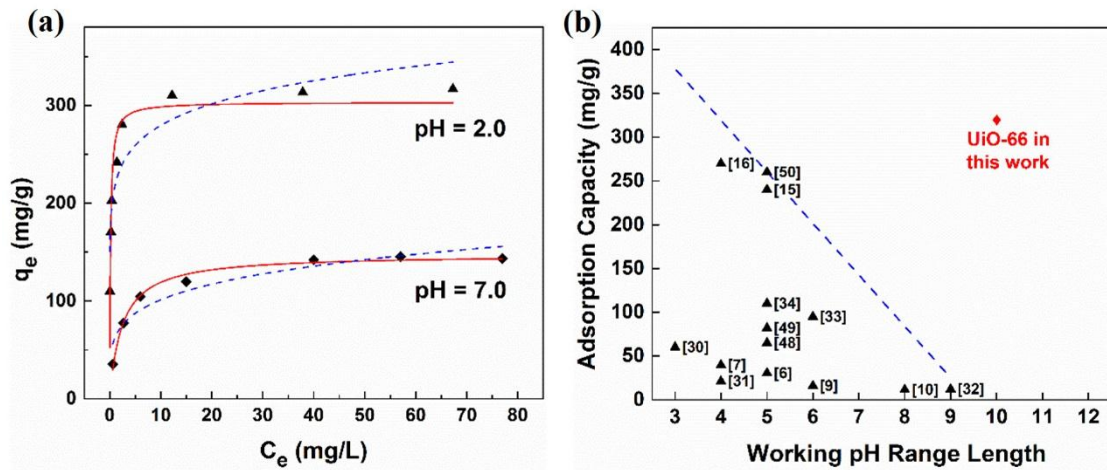 (a)
400
300
200
100
0
qe (mg/g)
pH = 2.0
pH = 7.0
0 10 20 30 40 50 60 70 80
Ce (mg/L)
(b)
400
350
300
250
200
150
100
50
0
Adsorption Capacity (mg/g)
UiO-66 in
this work
[16]
[50]
[15]
[34]
[33]
[49]
[48]
[30]
[7]
[6]
[31]
[9]
[10]
[32]
3 4 5 6 7 8 9 10 11 12
Working pH Range Length